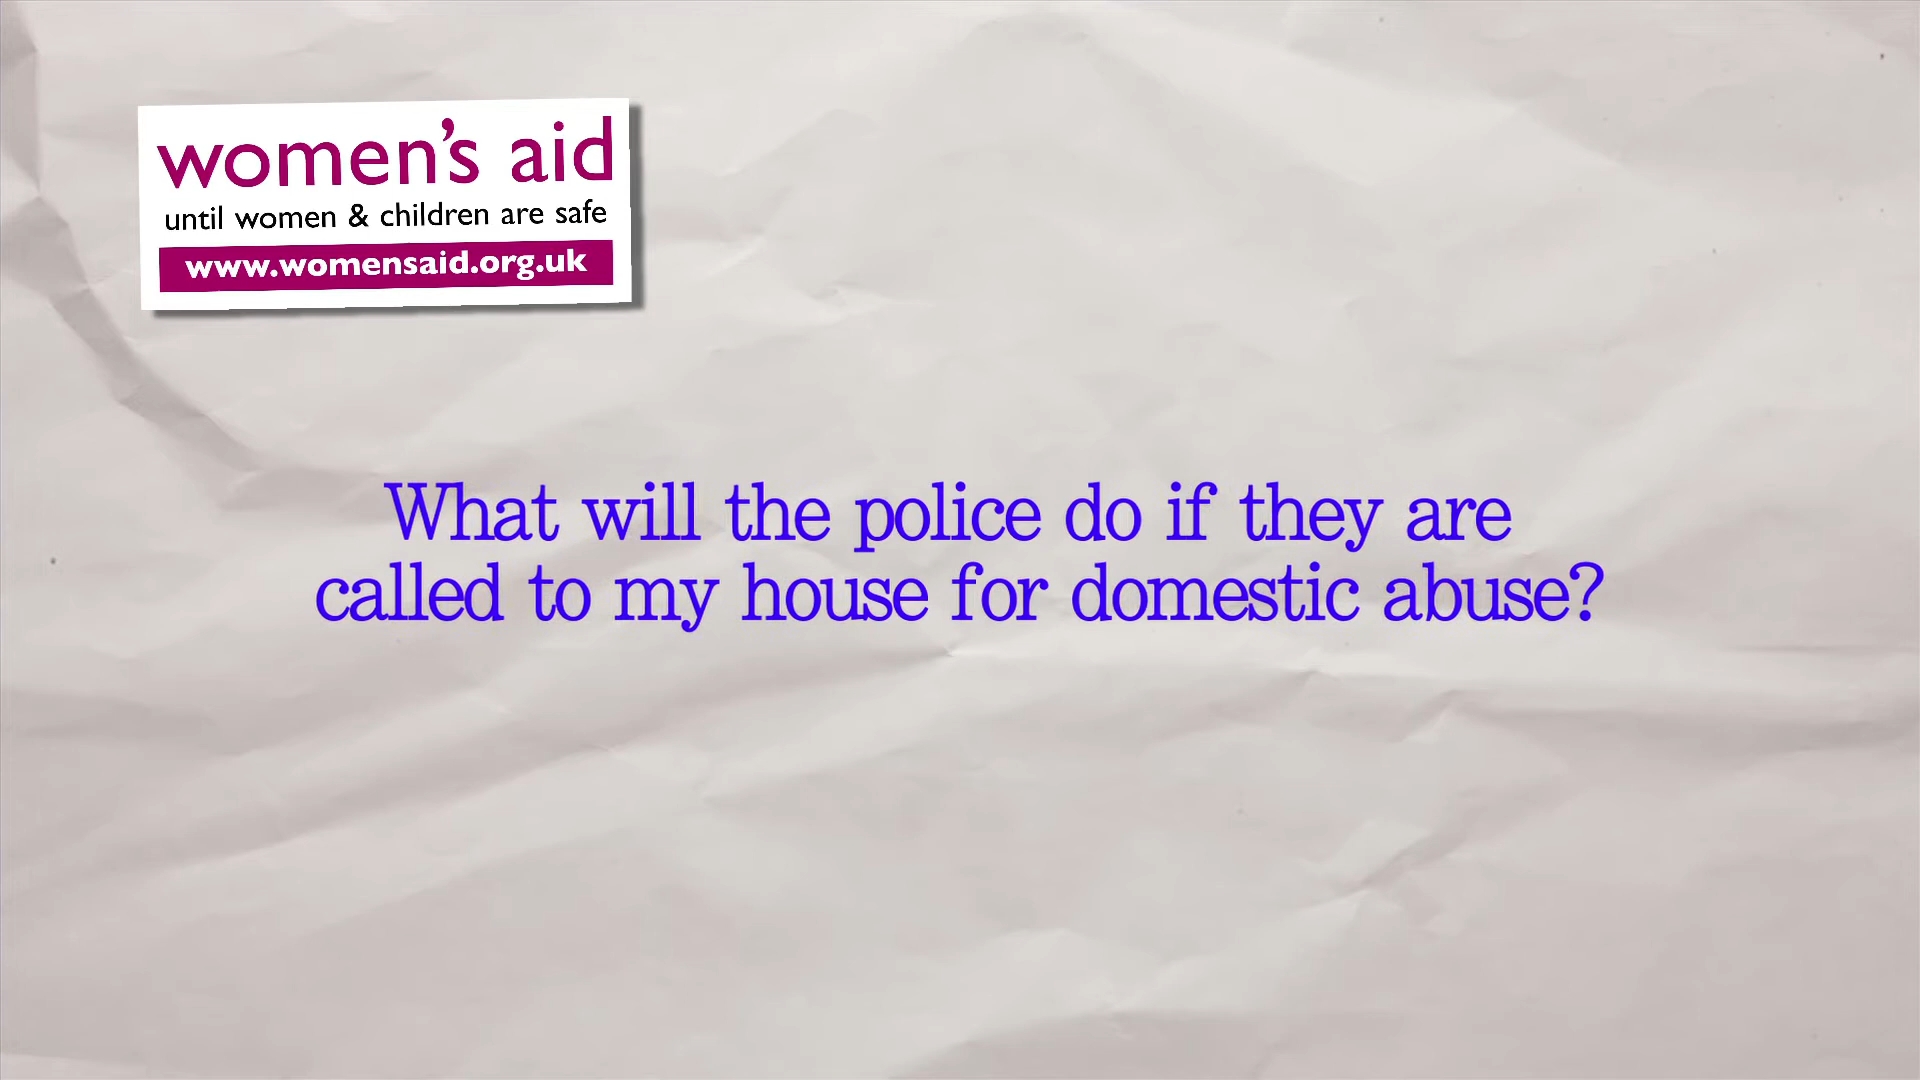 women's aid
until women & children are safe
www.womensaid.org.uk
What will the police do if they are
called to my house for domestic abuse?